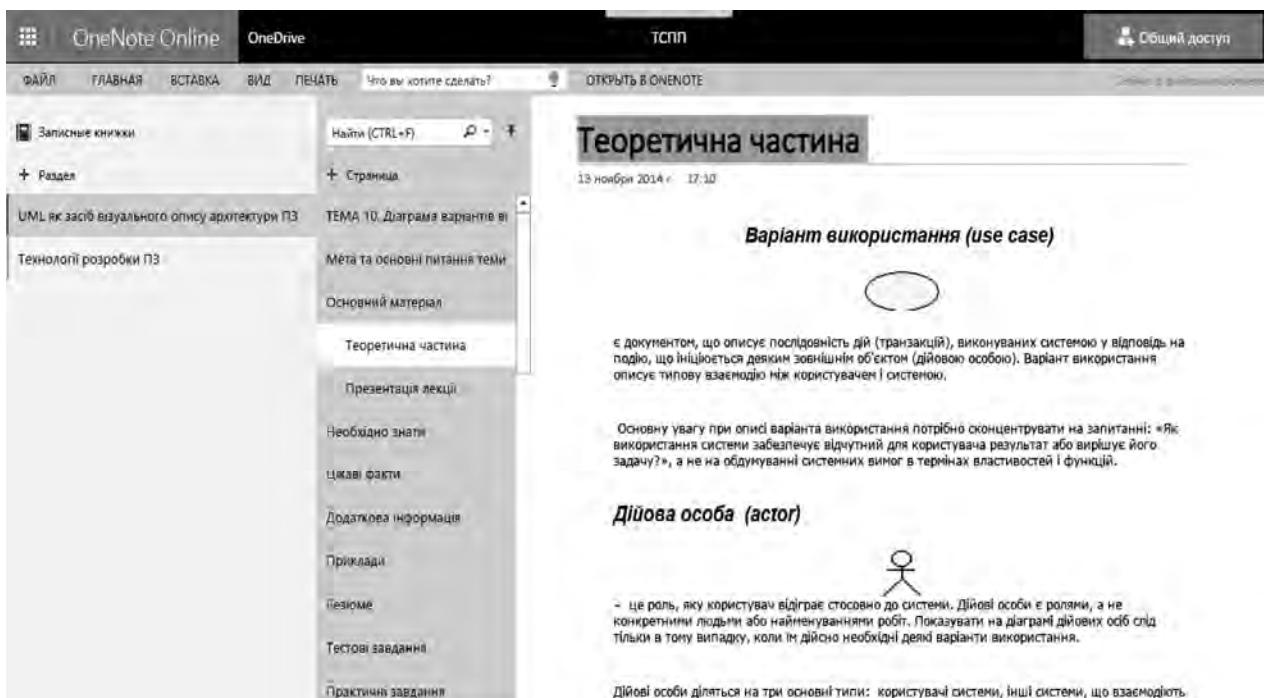 OneNote Online
OneDrive
ТСПП
Общий доступ
ФАЙЛ ГЛАВНАЯ ВСТАВКА ВИД ПЕЧАТЬ Что вы хотите сделать? ОТКРЫТЬ В ONENOTE
Записные книжки
+ Раздел
UML як засіб візуального опису архітектури ПЗ
Технології розробки ПЗ
Найти (CTRL+F)
+ Страница
ТЕМА 10. Діаграма варіантів ві
Мета та основні питання теми
Основний матеріал
Теоретична частина
Презентація лекції
Необхідно знати
Цікаві факти
Додаткова інформація
Приклади
Резюме
Тестові завдання
Практичні завдання
Теоретична частина
13 ноября 2014 г. 17:10
Варіант використання (use case)
є документом, що описує послідовність дій (транзакцій), виконуваних системою у відповідь на
подію, що ініціюється деяким зовнішнім об'єктом (дійовою особою). Варіант використання
описує типову взаємодію між користувачем і системою.
Основну увагу при описі варіанта використання потрібно сконцентрувати на запитанні: «Як
використання системи забезпечує відчутний для користувача результат або вирішує його
задачу?», а не на обдумуванні системних вимог в термінах властивостей і функцій.
Дійова особа (actor)
– це роль, яку користувач відіграє стосовно до системи. Дійові особи є ролями, а не
конкретними людьми або найменуваннями робіт. Показувати на діаграмі дійових осіб слід
тільки в тому випадку, коли їм дійсно необхідні деякі варіанти використання.
Дійові особи діляться на три основні типи: користувачі системи, інші системи, що взаємодіють